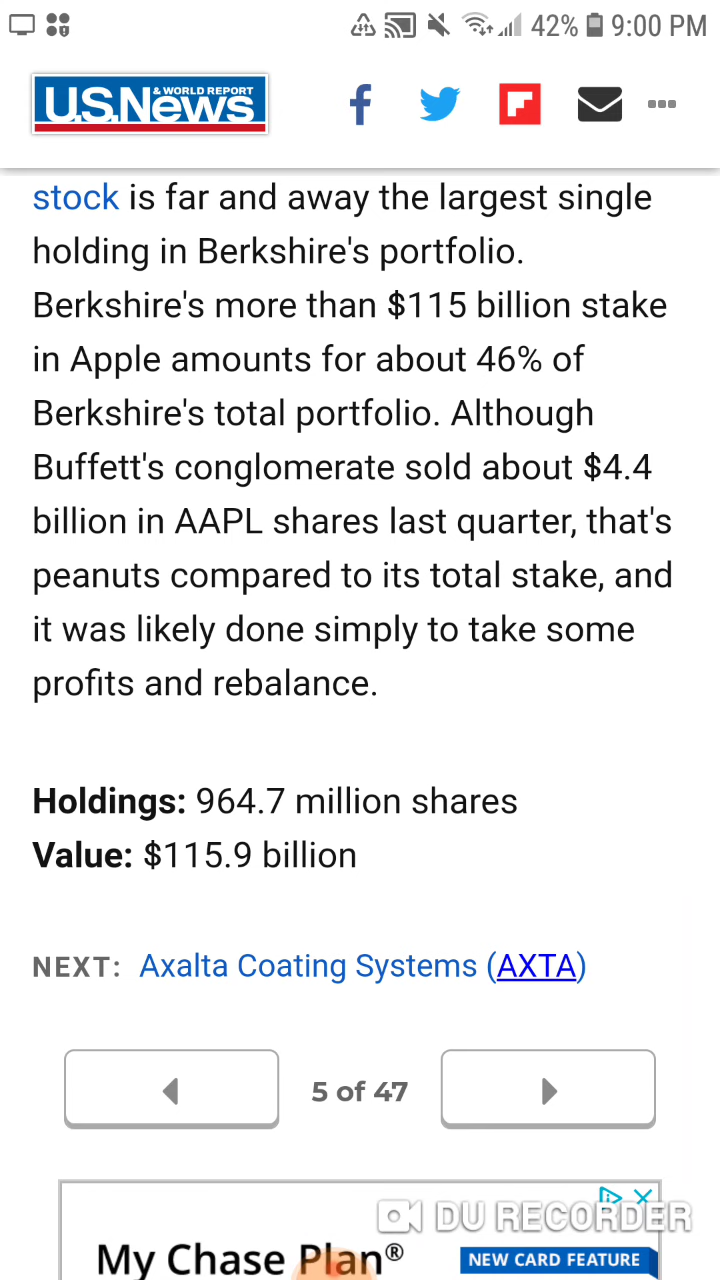 42% 9:00 PM
U.S.News
& WORLD REPORT
stock is far and away the largest single
holding in Berkshire's portfolio.
Berkshire's more than $115 billion stake
in Apple amounts for about 46% of
Berkshire's total portfolio. Although
Buffett's conglomerate sold about $4.4
billion in AAPL shares last quarter, that's
peanuts compared to its total stake, and
it was likely done simply to take some
profits and rebalance.
Holdings: 964.7 million shares
Value: $115.9 billion
NEXT: Axalta Coating Systems (AXTA)
5 of 47
DU RECORDER
My Chase Plan®
NEW CARD FEATURE